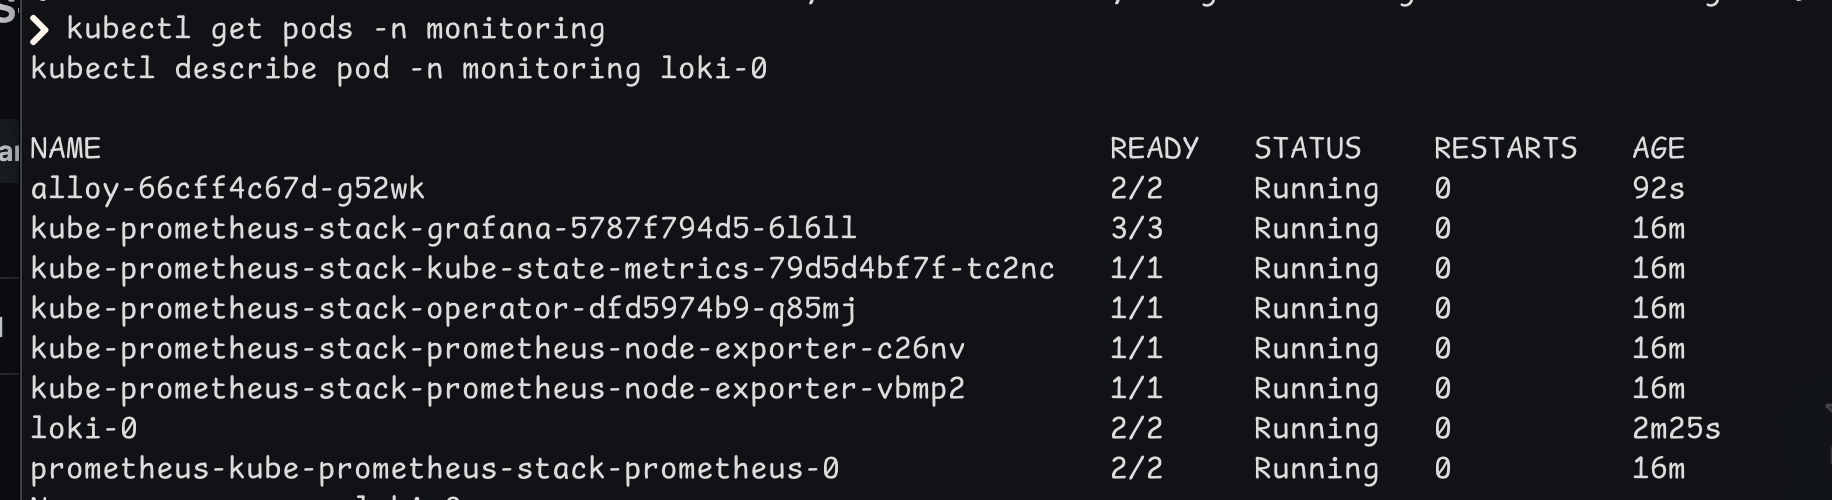 ❯ kubectl get pods -n monitoring
kubectl describe pod -n monitoring loki-0
NAME READY STATUS RESTARTS AGE
alloy-66cff4c67d-g52wk 2/2 Running 0 92s
kube-prometheus-stack-grafana-5787f794d5-6l6ll 3/3 Running 0 16m
kube-prometheus-stack-kube-state-metrics-79d5d4bf7f-tc2nc 1/1 Running 0 16m
kube-prometheus-stack-operator-dfd5974b9-q85mj 1/1 Running 0 16m
kube-prometheus-stack-prometheus-node-exporter-c26nv 1/1 Running 0 16m
kube-prometheus-stack-prometheus-node-exporter-vbmp2 1/1 Running 0 16m
loki-0 2/2 Running 0 2m25s
prometheus-kube-prometheus-stack-prometheus-0 2/2 Running 0 16m